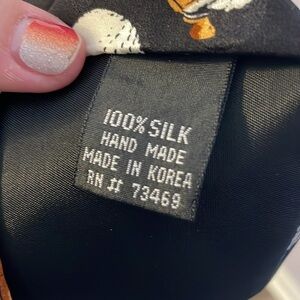 100% SILK
HAND MADE
MADE IN KOREA
RN # 73469